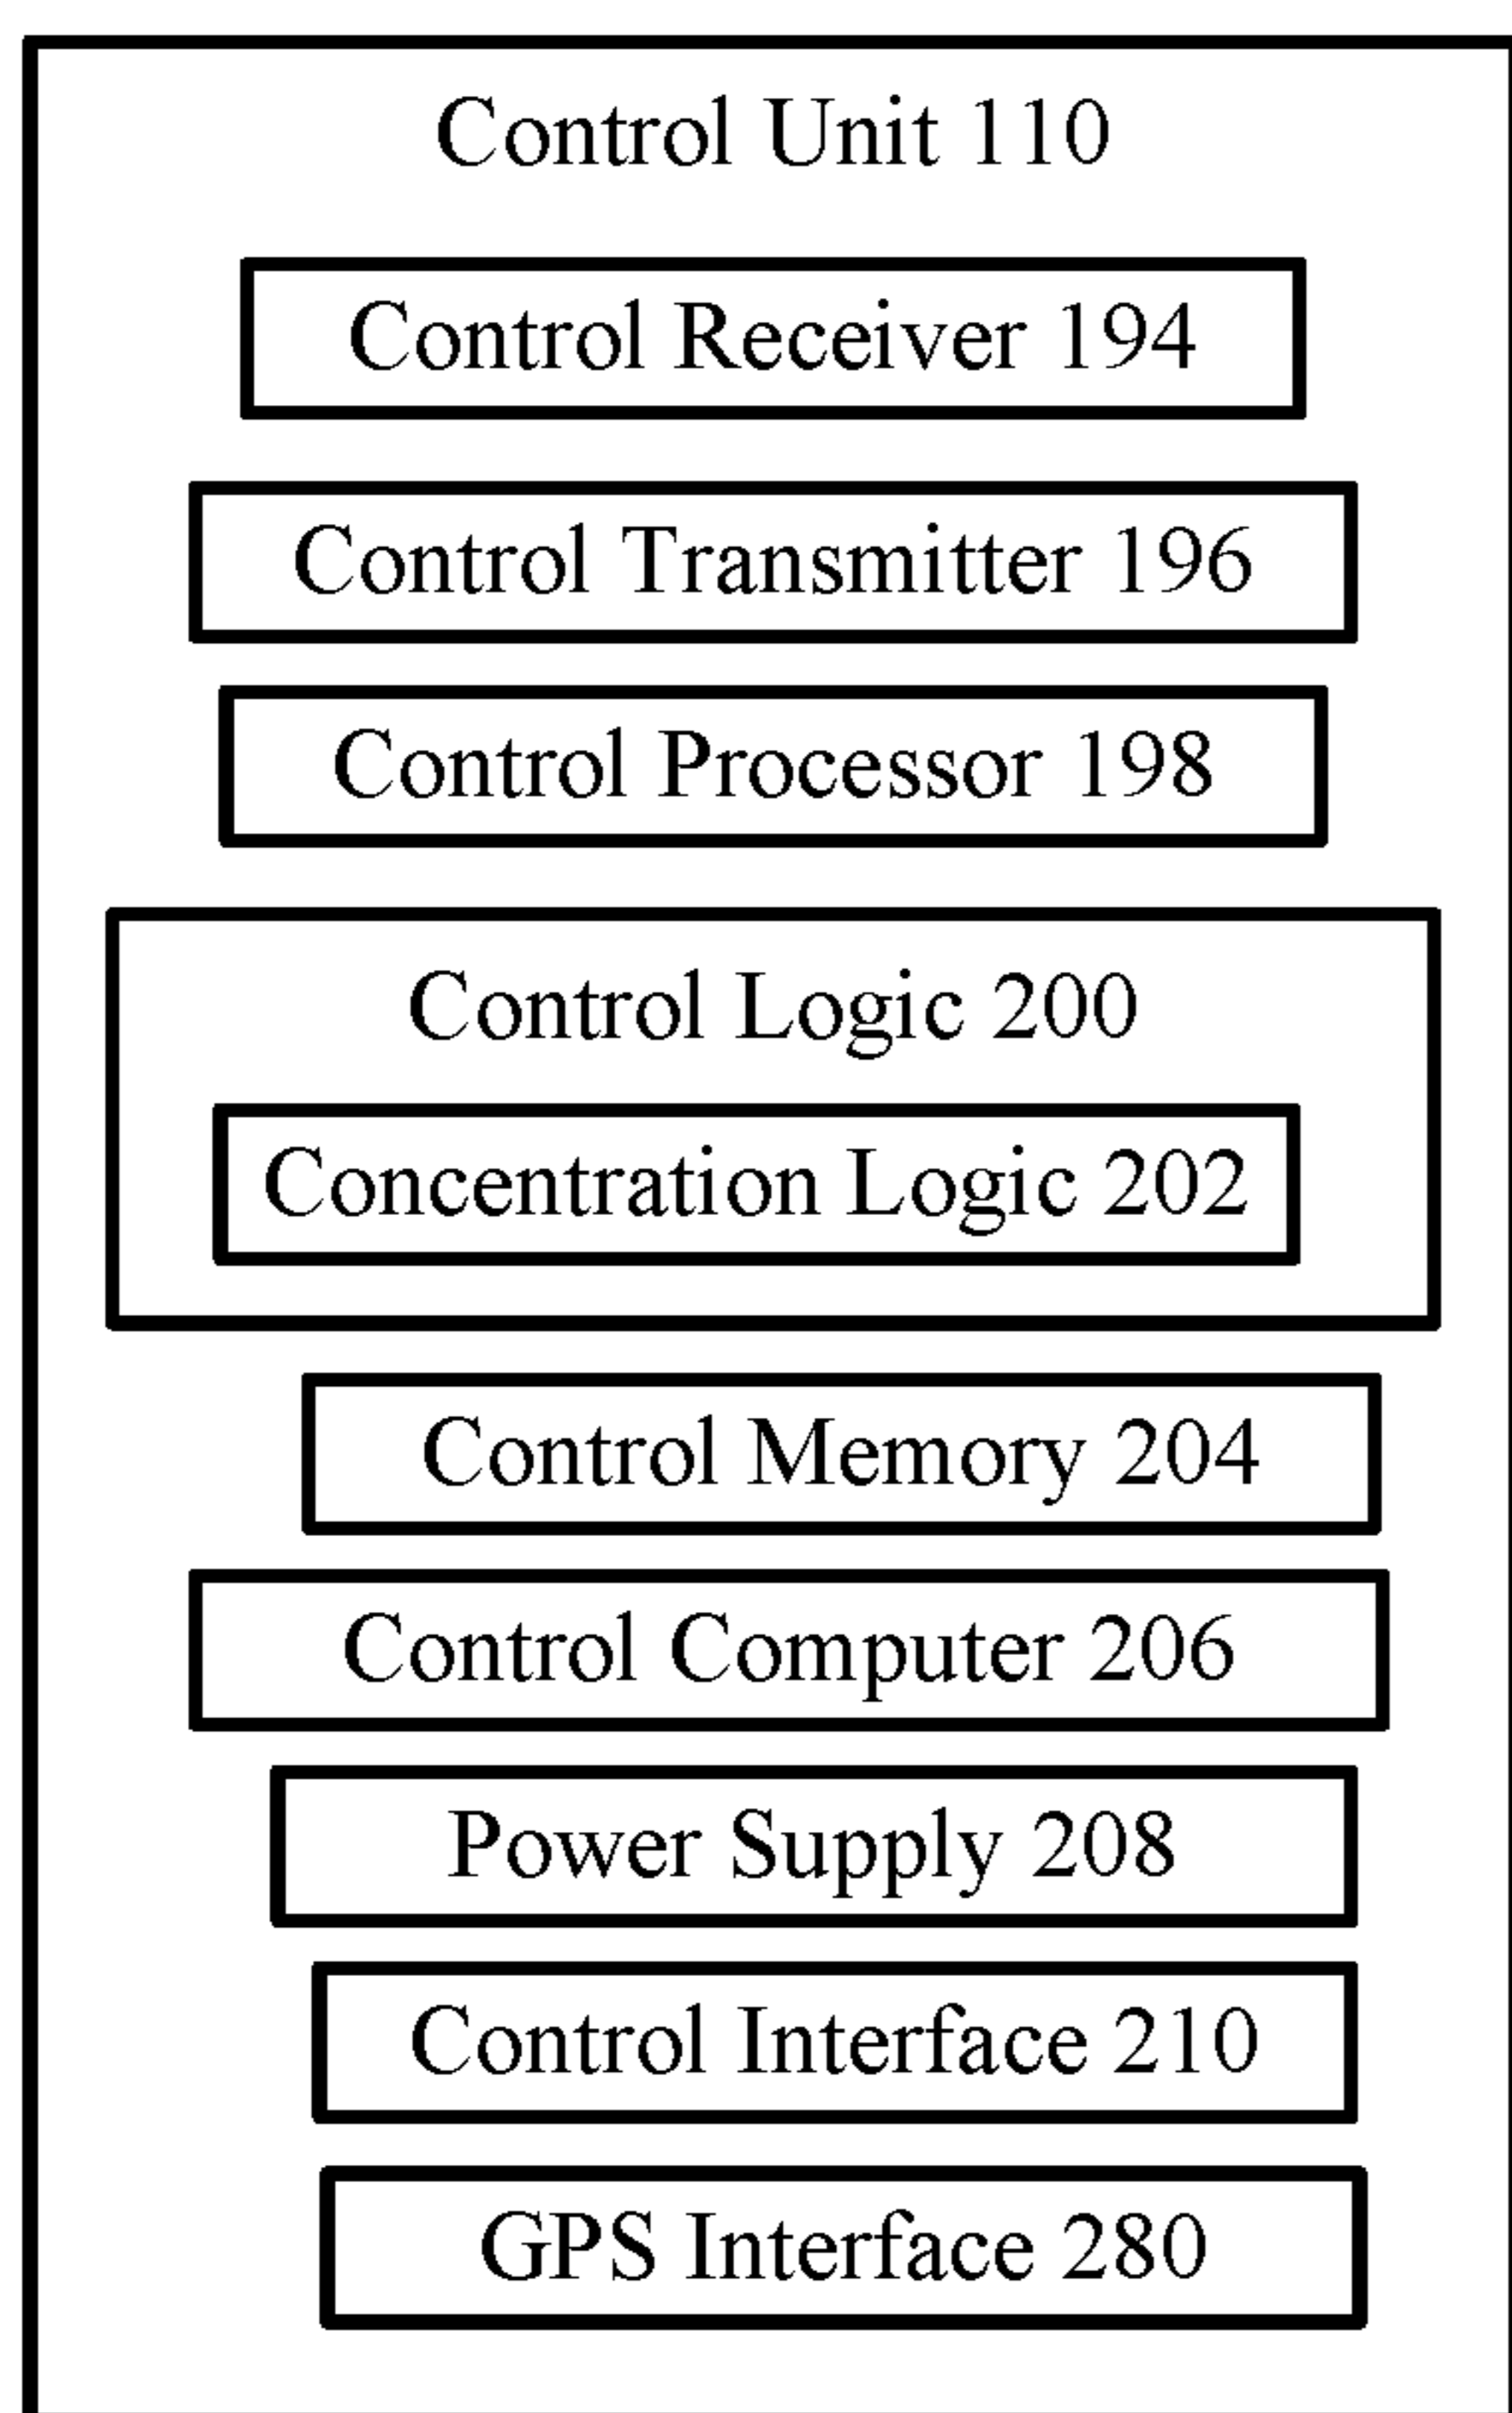 Control Unit 110
Control Receiver 194
Control Transmitter 196
Control Processor 198
Control Logic 200
Concentration Logic 202
Control Memory 204
Control Computer 206
Power Supply 208
Control Interface 210
GPS Interface 280